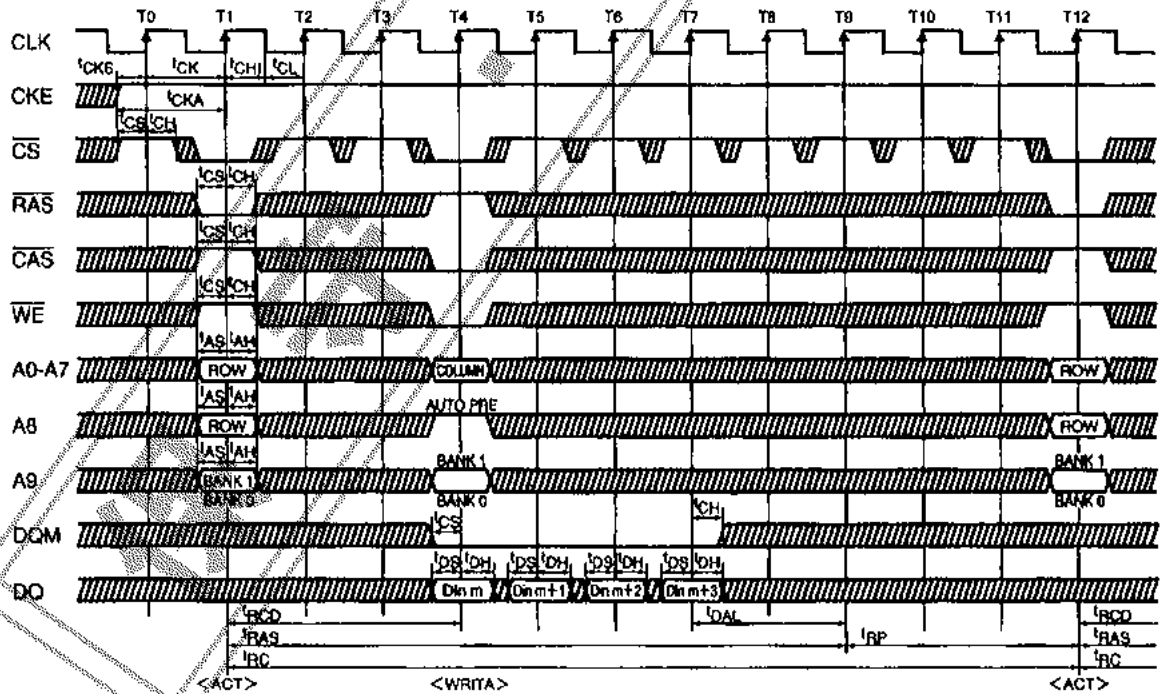 T0 T1 T2 T3 T4 T5 T6 T7 T8 T9 T10 T11 T12
CLK
tCKS tCK tCHI tCL
CKE
tCKA
tCS tCH
CS
tCS tCH
RAS
tCS tCH
CAS
tCS tCH
WE
tAS tAH
A0-A7 ROW COLUMN ROW
tAS tAH AUTO PRE
A8 ROW ROW
tAS tAH BANK 1 BANK 1
A9 BANK 1
BANK 0 BANK 0 BANK 0
tCS tCH
DQM
tDS tDH tDS tDH tDS tDH tDS tDH
DQ Din m Din m+1 Din m+2 Din m+3
tRCD tDAL tRCD
tRAS tRP tRAS
tRC tRC
<ACT> <WRITA> <ACT>